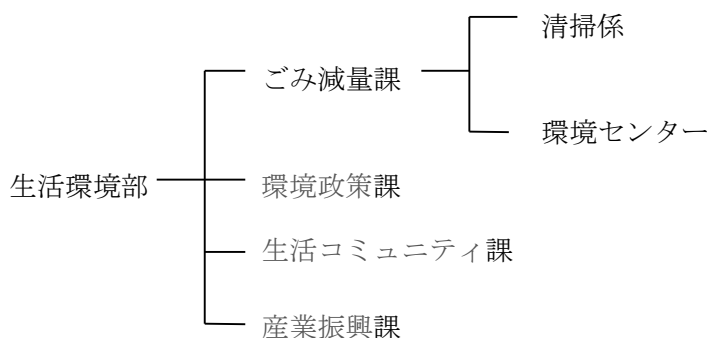 清掃係
ごみ減量課
環境センター
生活環境部
環境政策課
生活コミュニティ課
産業振興課